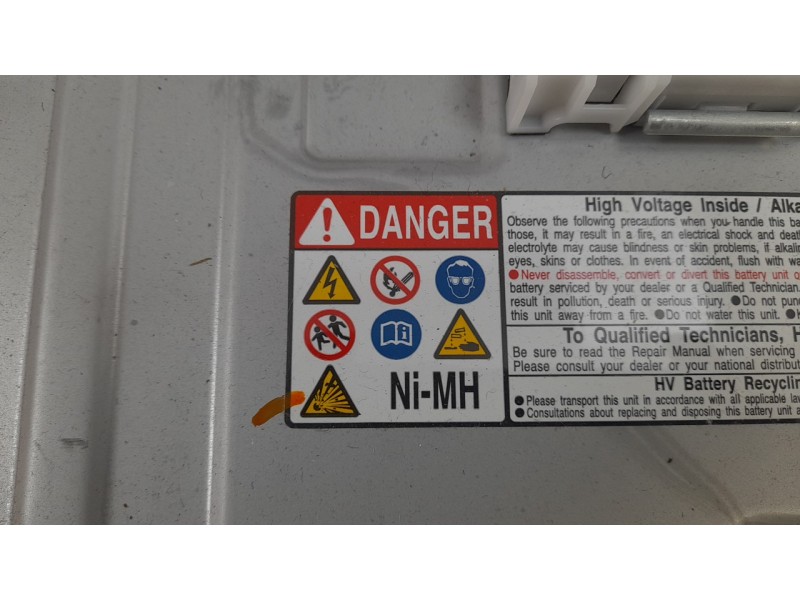 DANGER
Ni-MH
High Voltage Inside / Alka
Observe the following precautions when you handle this ba
those, it may result in a fire, an electrical shock and death
electrolyte may cause blindness or skin problems, if alkalin
eyes, skins or clothes. In event of accident, flush with wa
●Never disassemble, convert or divert this battery unit o
battery serviced by your dealer or a Qualified Technician.
result in pollution, death or serious injury. ●Do not pun
this unit away from a fire. ●Do not water this unit. ●K
To Qualified Technicians, H
Be sure to read the Repair Manual when servicing
Please consult your dealer or your national distribut
HV Battery Recyclin
●Please transport this unit in accordance with all applicable law
●Consultations about replacing and disposing this battery unit a